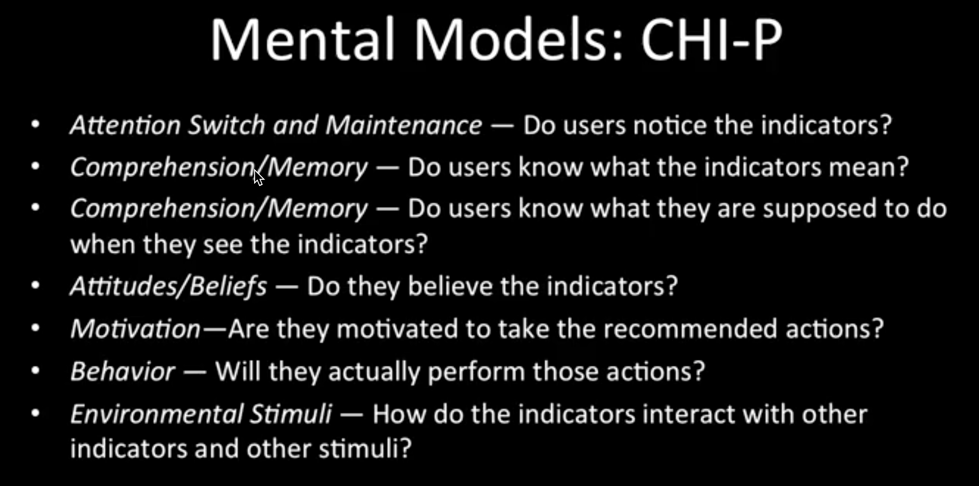 Mental Models: CHI-P
• Attention Switch and Maintenance — Do users notice the indicators?
• Comprehension/Memory — Do users know what the indicators mean?
• Comprehension/Memory — Do users know what they are supposed to do
when they see the indicators?
• Attitudes/Beliefs — Do they believe the indicators?
• Motivation—Are they motivated to take the recommended actions?
• Behavior — Will they actually perform those actions?
• Environmental Stimuli — How do the indicators interact with other
indicators and other stimuli?